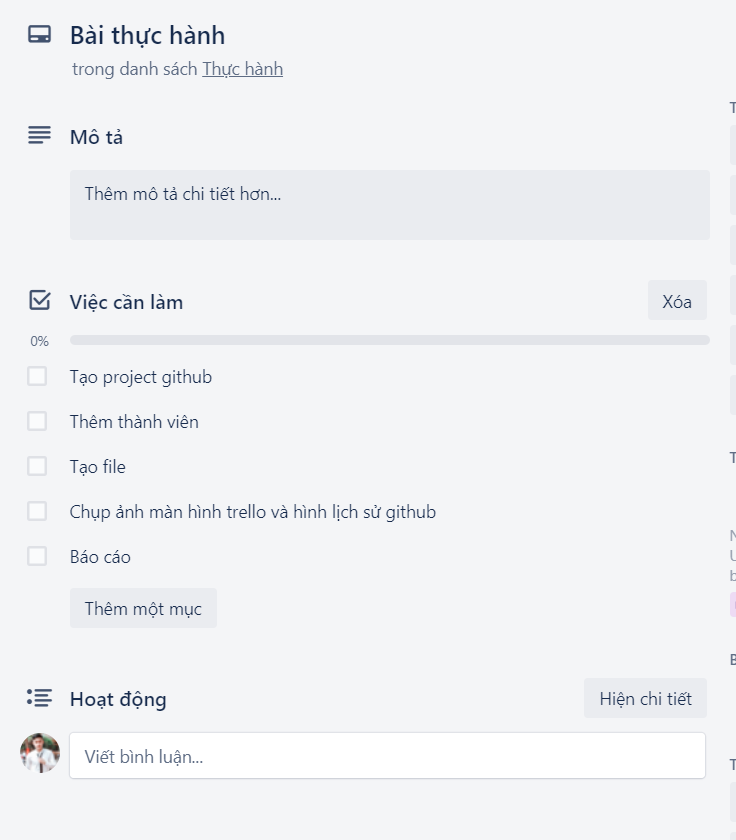 Bài thực hành
trong danh sách Thực hành
Mô tả
Thêm mô tả chi tiết hơn...
Việc cần làm
Xóa
0%
Tạo project github
Thêm thành viên
Tạo file
Chụp ảnh màn hình trello và hình lịch sử github
Báo cáo
Thêm một mục
Hoạt động
Hiện chi tiết
Viết bình luận...